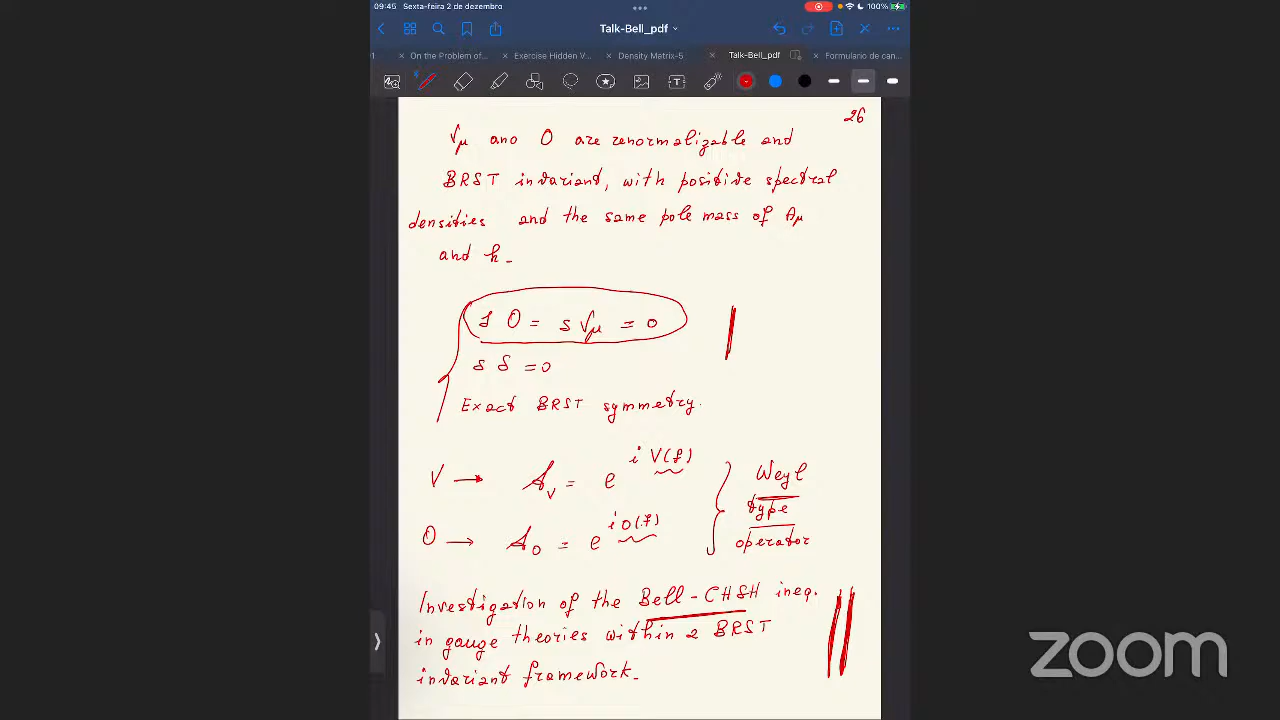 09:45 Sexta-feira 2 de dezembro
100%
Talk-Bell_pdf
On the Problem of... Exercise Hidden V... Density Matrix-5 Talk-Bell_pdf Formulario de can...
26
Vμ and O are renormalizable and
BRST invariant, with positive spectral
densities and the same pole mass of Aμ
and h.
s O = s Vμ = 0
s S = 0
Exact BRST symmetry.
V → A_V = e^{i V(f)}
Weyl
type
O → A_O = e^{i O(f)}
operator
Investigation of the Bell-CHSH ineq.
in gauge theories within a BRST
invariant framework.
zoom